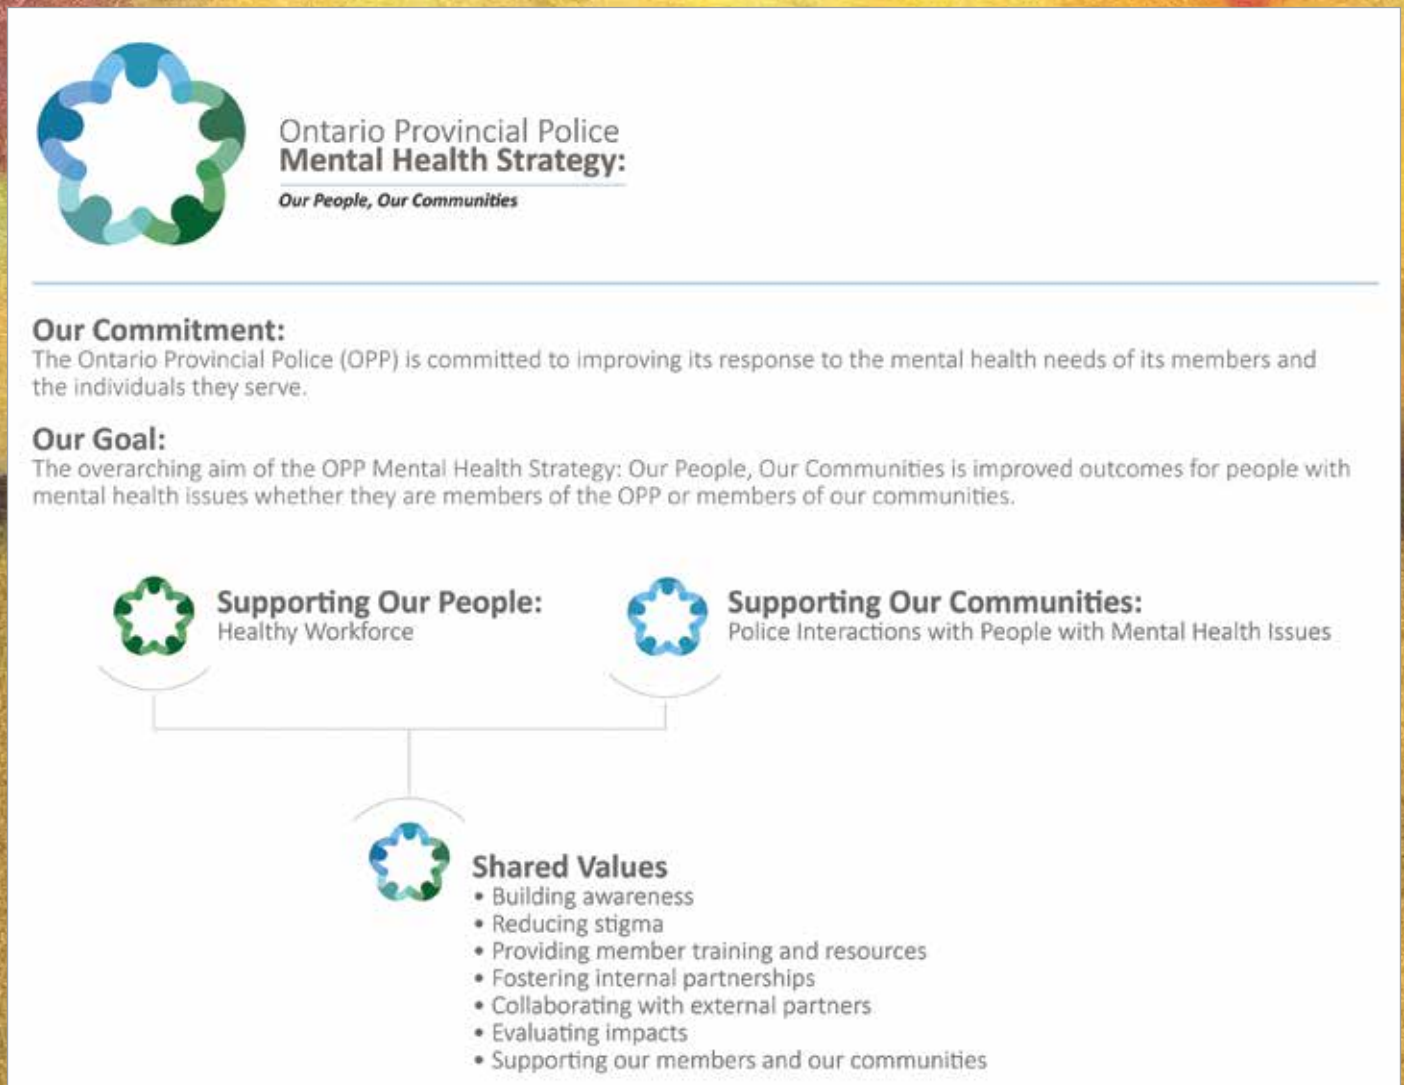 Ontario Provincial Police
Mental Health Strategy:
Our People, Our Communities
Our Commitment:
The Ontario Provincial Police (OPP) is committed to improving its response to the mental health needs of its members and
the individuals they serve.
Our Goal:
The overarching aim of the OPP Mental Health Strategy: Our People, Our Communities is improved outcomes for people with
mental health issues whether they are members of the OPP or members of our communities.
Supporting Our People:
Healthy Workforce
Supporting Our Communities:
Police Interactions with People with Mental Health Issues
Shared Values
• Building awareness
• Reducing stigma
• Providing member training and resources
• Fostering internal partnerships
• Collaborating with external partners
• Evaluating impacts
• Supporting our members and our communities